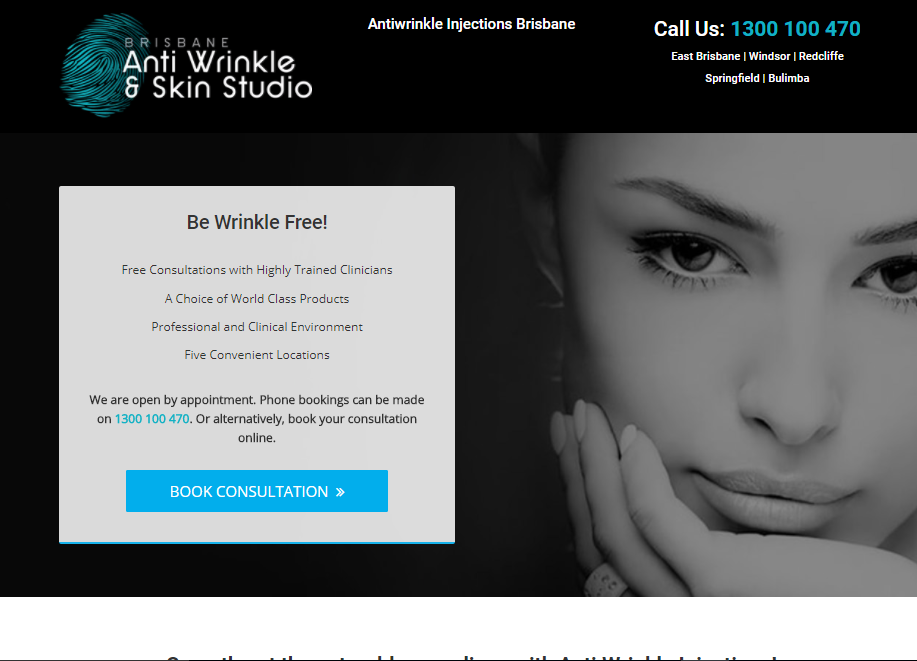 BRISBANE
Anti Wrinkle
& Skin Studio
Antiwrinkle Injections Brisbane
Call Us: 1300 100 470
East Brisbane | Windsor | Redcliffe
Springfield | Bulimba
Be Wrinkle Free!
Free Consultations with Highly Trained Clinicians
A Choice of World Class Products
Professional and Clinical Environment
Five Convenient Locations
We are open by appointment. Phone bookings can be made
on 1300 100 470. Or alternatively, book your consultation
online.
BOOK CONSULTATION »